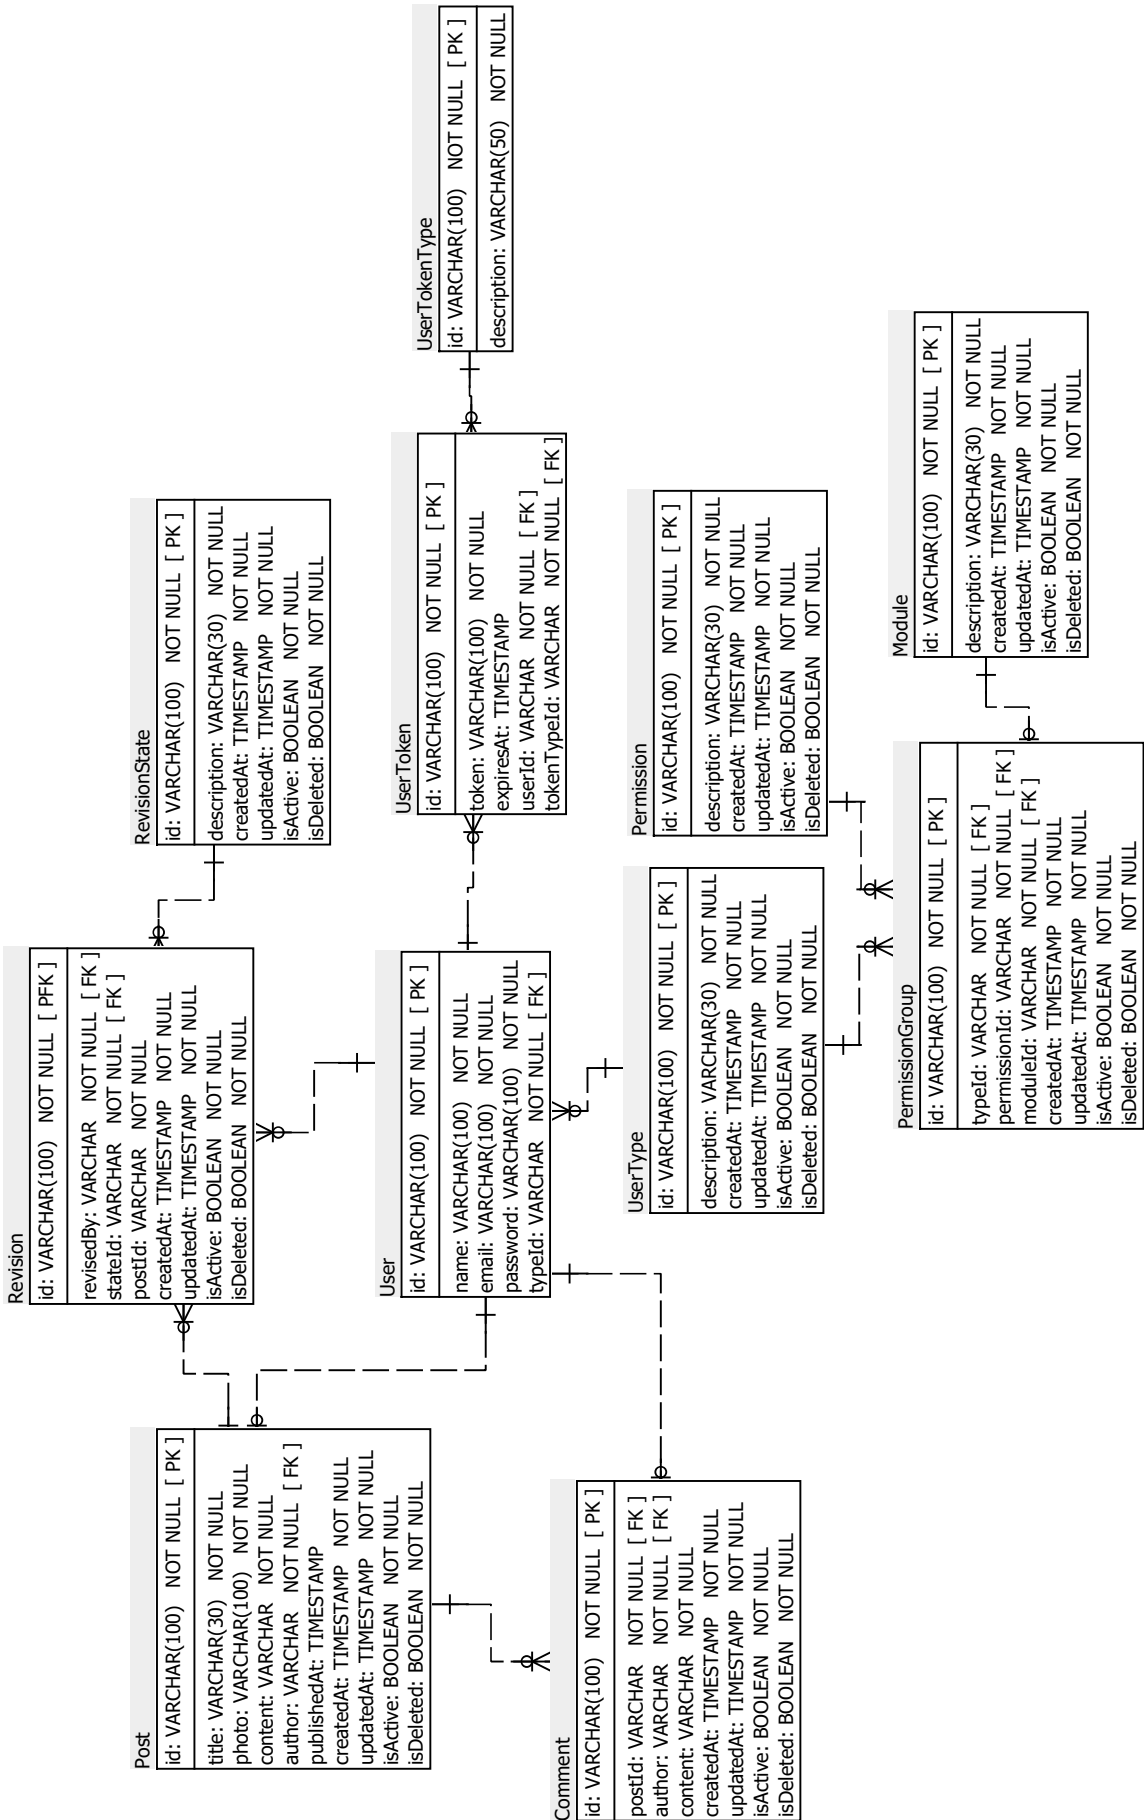 Post
id: VARCHAR(100)  NOT NULL  [ PK ]
title: VARCHAR(30)  NOT NULL
photo: VARCHAR(100)  NOT NULL
content: VARCHAR  NOT NULL
author: VARCHAR  NOT NULL  [ FK ]
publishedAt: TIMESTAMP
createdAt: TIMESTAMP  NOT NULL
updatedAt: TIMESTAMP  NOT NULL
isActive: BOOLEAN  NOT NULL
isDeleted: BOOLEAN  NOT NULL
Comment
id: VARCHAR(100)  NOT NULL  [ PK ]
postId: VARCHAR  NOT NULL  [ FK ]
author: VARCHAR  NOT NULL  [ FK ]
content: VARCHAR  NOT NULL
createdAt: TIMESTAMP  NOT NULL
updatedAt: TIMESTAMP  NOT NULL
isActive: BOOLEAN  NOT NULL
isDeleted: BOOLEAN  NOT NULL
Revision
id: VARCHAR(100)  NOT NULL  [ PFK ]
revisedBy: VARCHAR  NOT NULL  [ FK ]
stateId: VARCHAR  NOT NULL  [ FK ]
postId: VARCHAR  NOT NULL
createdAt: TIMESTAMP  NOT NULL
updatedAt: TIMESTAMP  NOT NULL
isActive: BOOLEAN  NOT NULL
isDeleted: BOOLEAN  NOT NULL
User
id: VARCHAR(100)  NOT NULL  [ PK ]
name: VARCHAR(100)  NOT NULL
email: VARCHAR(100)  NOT NULL
password: VARCHAR(100)  NOT NULL
typeId: VARCHAR  NOT NULL  [ FK ]
UserType
id: VARCHAR(100)  NOT NULL  [ PK ]
description: VARCHAR(30)  NOT NULL
createdAt: TIMESTAMP  NOT NULL
updatedAt: TIMESTAMP  NOT NULL
isActive: BOOLEAN  NOT NULL
isDeleted: BOOLEAN  NOT NULL
PermissionGroup
id: VARCHAR(100)  NOT NULL  [ PK ]
typeId: VARCHAR  NOT NULL  [ FK ]
permissionId: VARCHAR  NOT NULL  [ FK ]
moduleId: VARCHAR  NOT NULL  [ FK ]
createdAt: TIMESTAMP  NOT NULL
updatedAt: TIMESTAMP  NOT NULL
isActive: BOOLEAN  NOT NULL
isDeleted: BOOLEAN  NOT NULL
RevisionState
id: VARCHAR(100)  NOT NULL  [ PK ]
description: VARCHAR(30)  NOT NULL
createdAt: TIMESTAMP  NOT NULL
updatedAt: TIMESTAMP  NOT NULL
isActive: BOOLEAN  NOT NULL
isDeleted: BOOLEAN  NOT NULL
UserToken
id: VARCHAR(100)  NOT NULL  [ PK ]
token: VARCHAR(100)  NOT NULL
expiresAt: TIMESTAMP
userId: VARCHAR  NOT NULL  [ FK ]
tokenTypeId: VARCHAR  NOT NULL  [ FK ]
Permission
id: VARCHAR(100)  NOT NULL  [ PK ]
description: VARCHAR(30)  NOT NULL
createdAt: TIMESTAMP  NOT NULL
updatedAt: TIMESTAMP  NOT NULL
isActive: BOOLEAN  NOT NULL
isDeleted: BOOLEAN  NOT NULL
Module
id: VARCHAR(100)  NOT NULL  [ PK ]
description: VARCHAR(30)  NOT NULL
createdAt: TIMESTAMP  NOT NULL
updatedAt: TIMESTAMP  NOT NULL
isActive: BOOLEAN  NOT NULL
isDeleted: BOOLEAN  NOT NULL
UserTokenType
id: VARCHAR(100)  NOT NULL  [ PK ]
description: VARCHAR(50)  NOT NULL